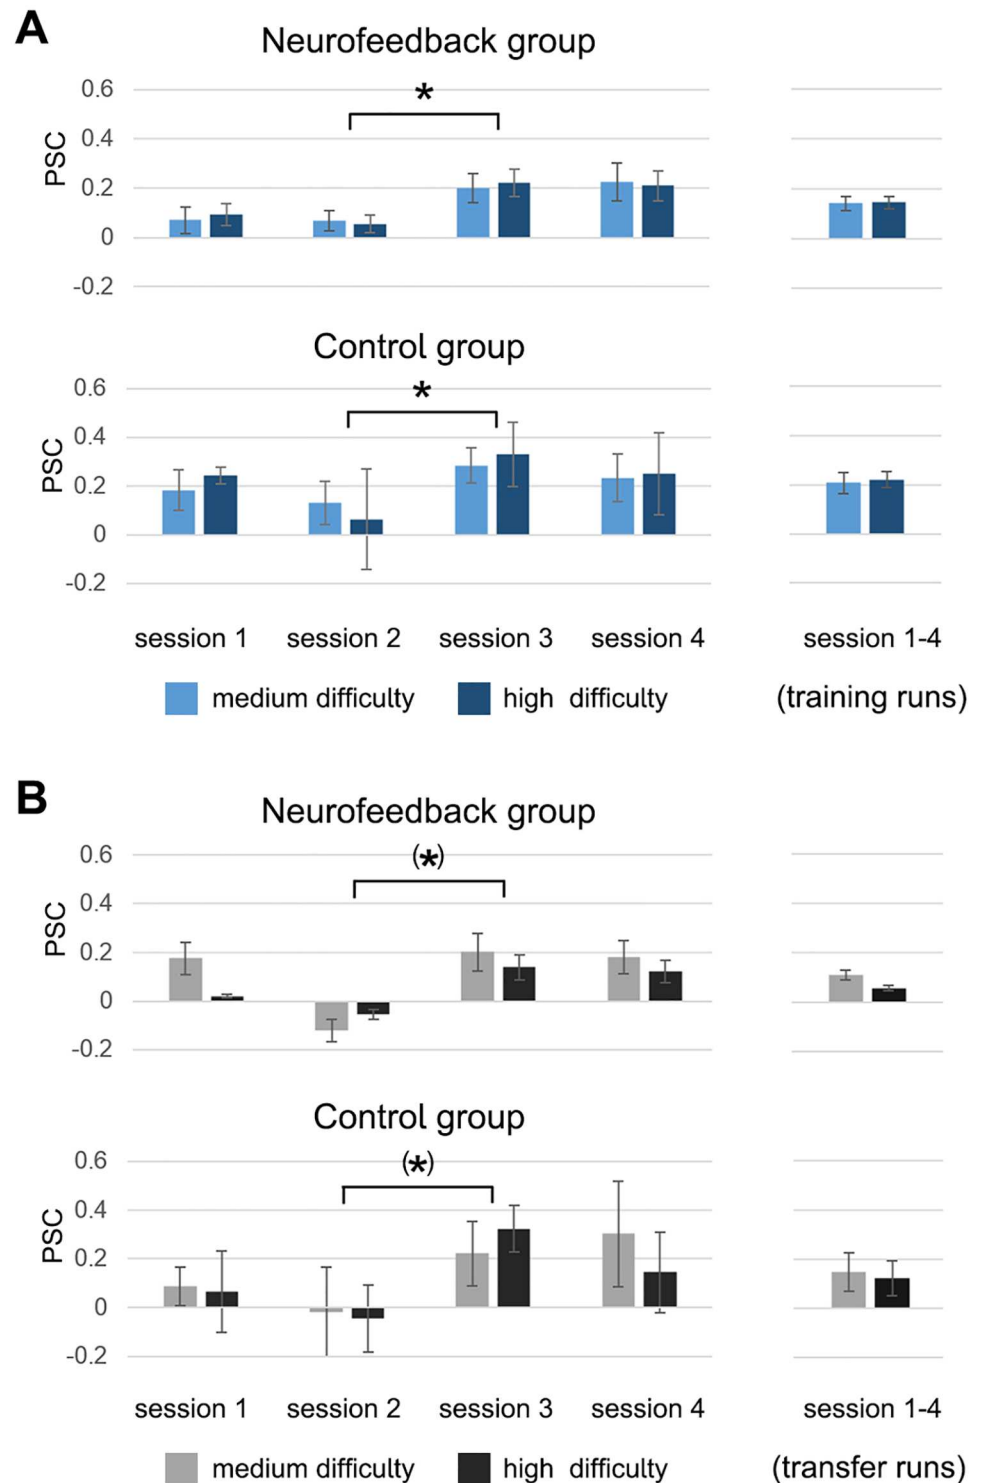 A
Neurofeedback group
0.6
*
0.4
PSC
0.2
0
-0.2
Control group
0.6
*
0.4
PSC
0.2
0
-0.2
session 1 session 2 session 3 session 4 session 1-4
medium difficulty high difficulty (training runs)
B
Neurofeedback group
0.6
(*)
0.4
PSC
0.2
0
-0.2
Control group
0.6
(*)
0.4
PSC
0.2
0
-0.2
session 1 session 2 session 3 session 4 session 1-4
medium difficulty high difficulty (transfer runs)